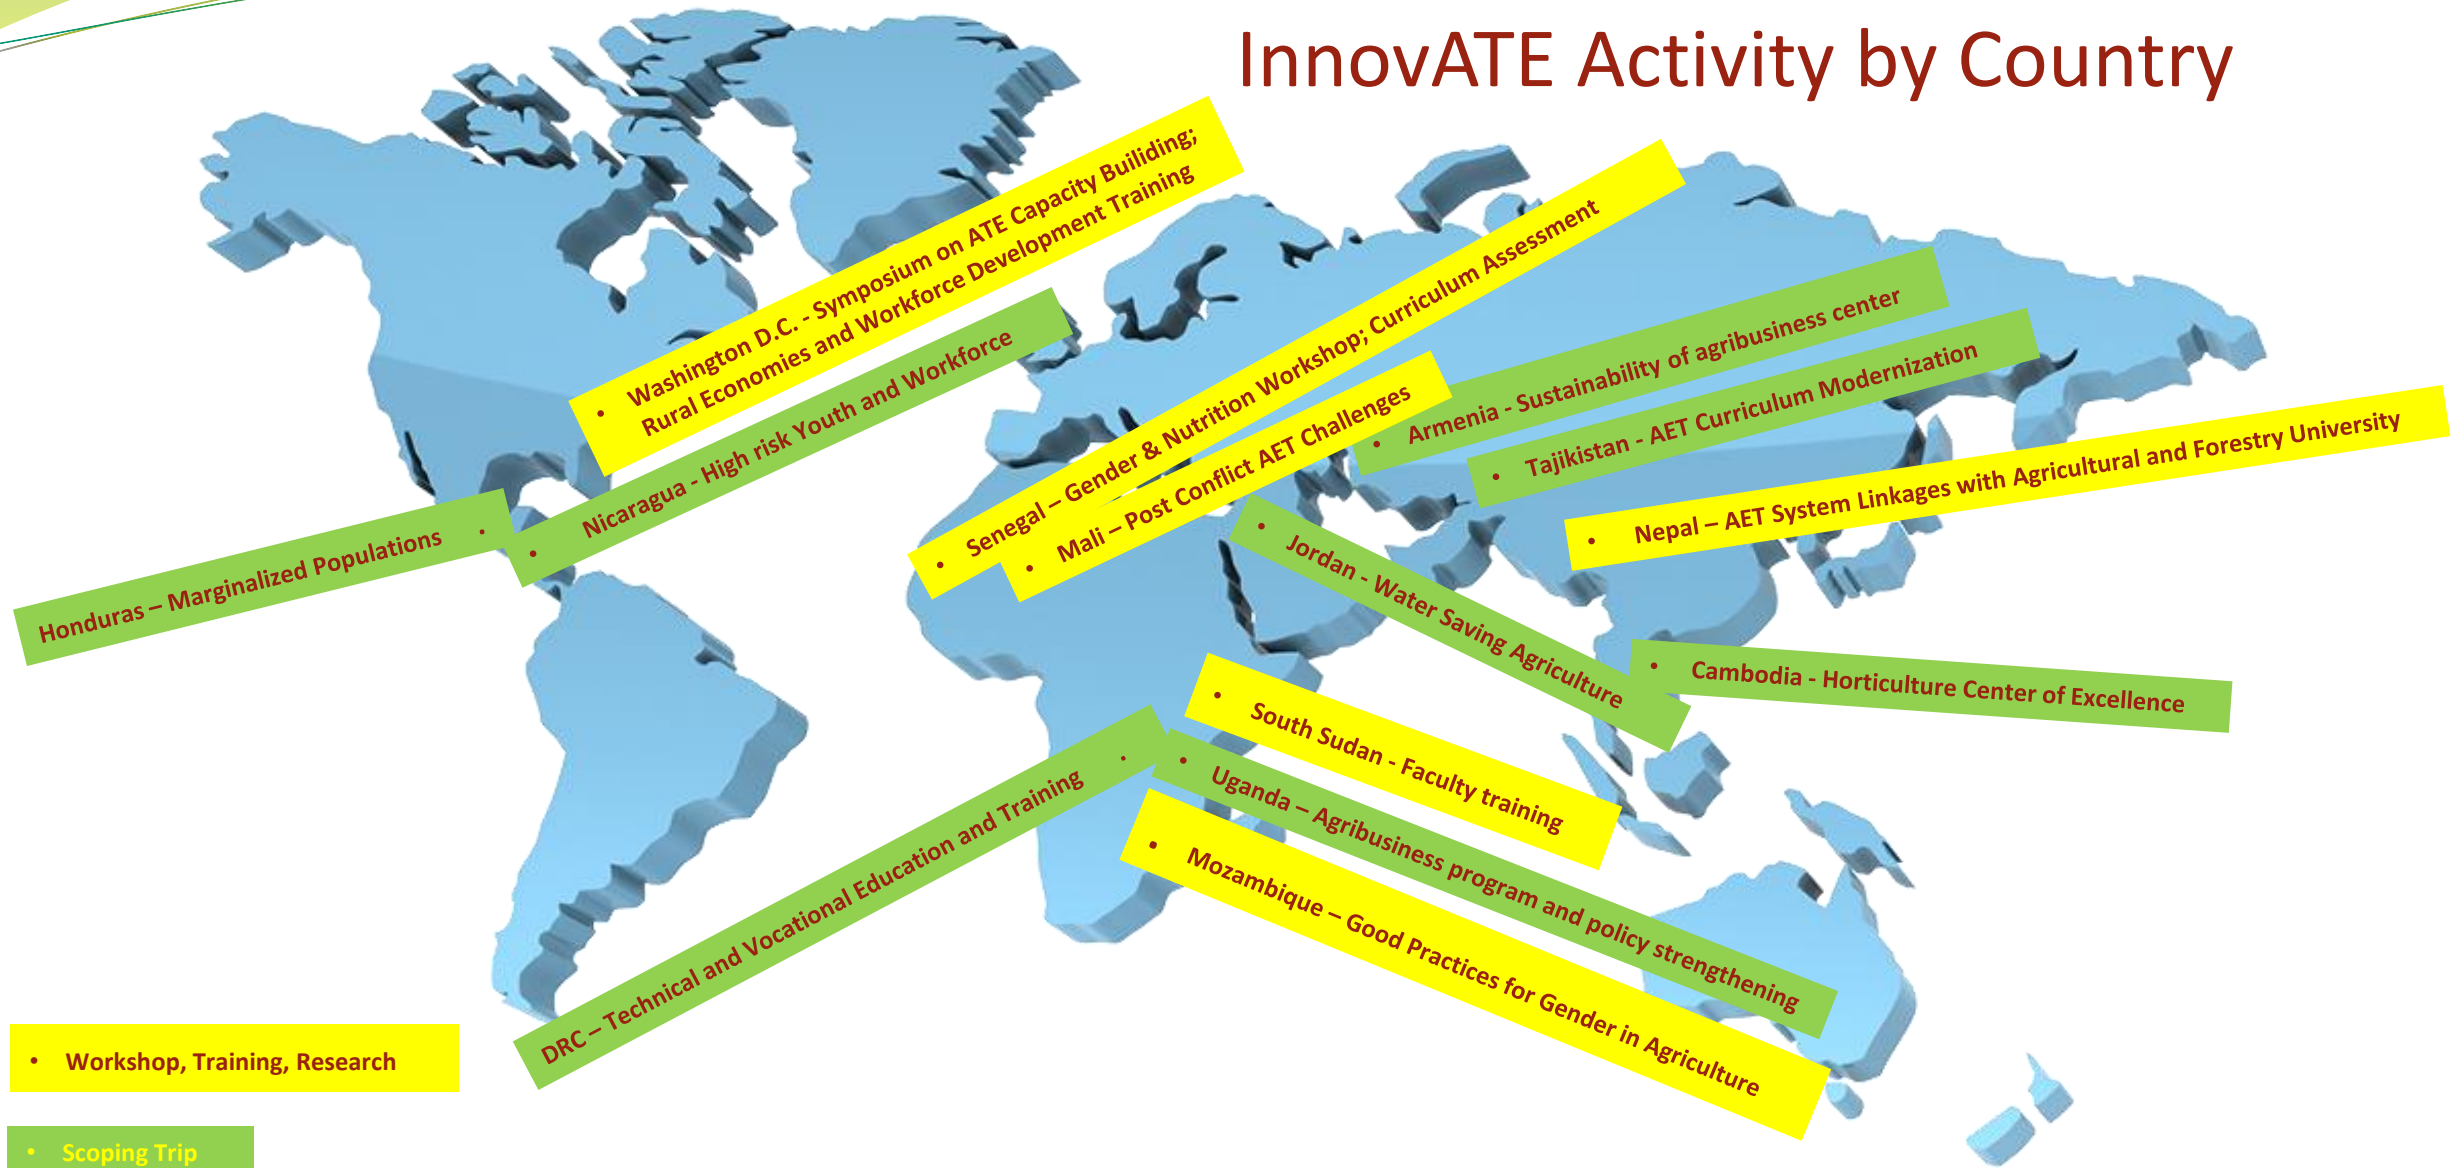 InnovATE Activity by Country
• Washington D.C. - Symposium on ATE Capacity Builiding;
Rural Economies and Workforce Development Training
• Nicaragua - High risk Youth and Workforce
Honduras – Marginalized Populations •
• Senegal – Gender & Nutrition Workshop; Curriculum Assessment
• Mali – Post Conflict AET Challenges
• Armenia - Sustainability of agribusiness center
• Tajikistan - AET Curriculum Modernization
• Nepal – AET System Linkages with Agricultural and Forestry University
• Jordan - Water Saving Agriculture
• Cambodia - Horticulture Center of Excellence
• South Sudan - Faculty training
• Uganda – Agribusiness program and policy strengthening
• Mozambique – Good Practices for Gender in Agriculture
DRC – Technical and Vocational Education and Training •
• Workshop, Training, Research
• Scoping Trip